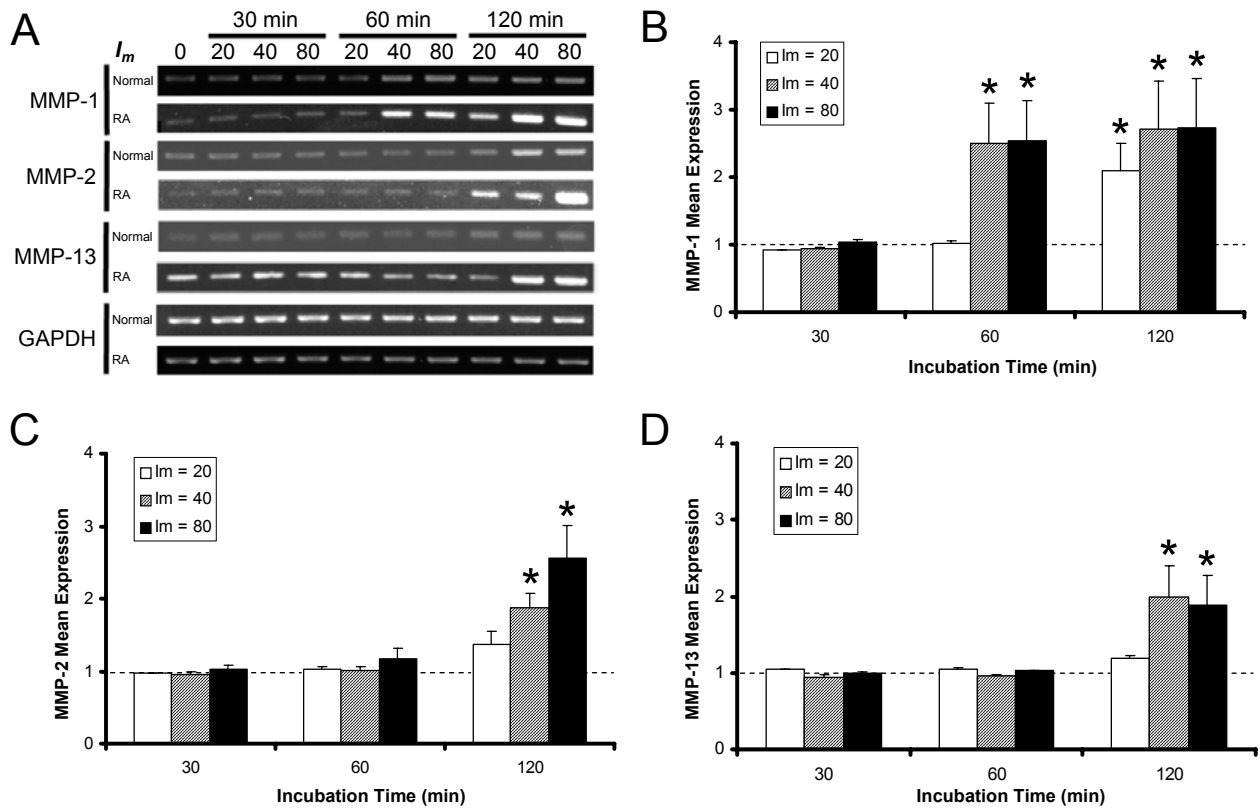 A
30 min 60 min 120 min
Im 0 20 40 80 20 40 80 20 40 80
MMP-1
Normal
RA
MMP-2
Normal
RA
MMP-13
Normal
RA
GAPDH
Normal
RA
B
MMP-1 Mean Expression
4
3
2
1
0
Im = 20
Im = 40
Im = 80
* * * * *
30 60 120
Incubation Time (min)
C
MMP-2 Mean Expression
4
3
2
1
0
Im = 20
Im = 40
Im = 80
* *
30 60 120
Incubation Time (min)
D
MMP-13 Mean Expression
4
3
2
1
0
Im = 20
Im = 40
Im = 80
* *
30 60 120
Incubation Time (min)